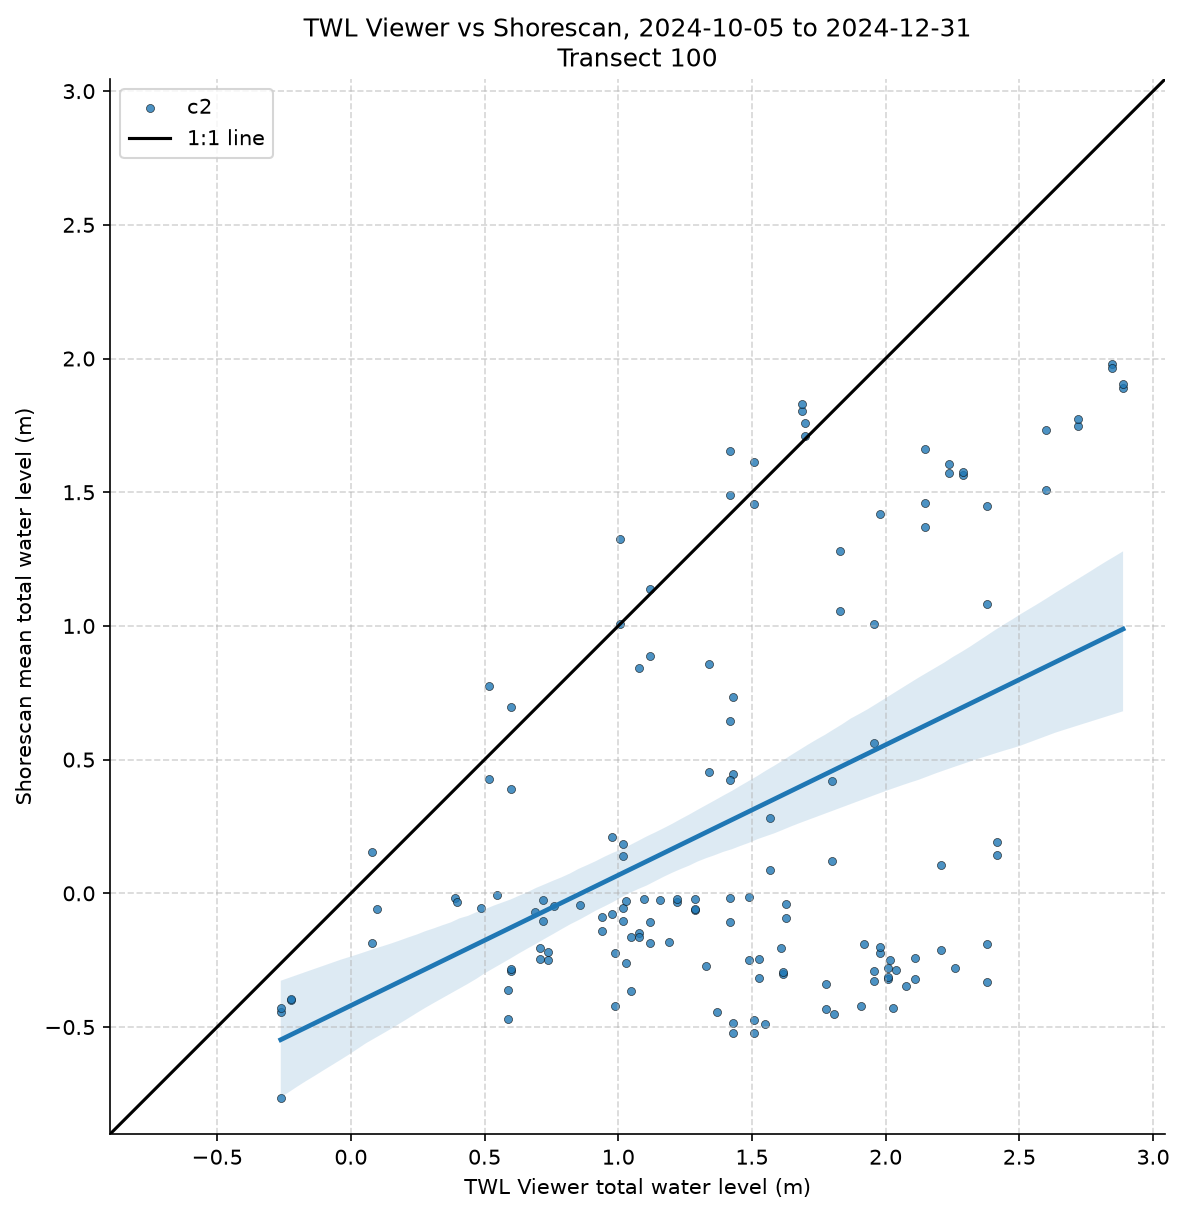 TWL Viewer vs Shorescan, 2024-10-05 to 2024-12-31
Transect 100
c2
1:1 line
Shorescan mean total water level (m)
3.0
2.5
2.0
1.5
1.0
0.5
0.0
−0.5
−0.5 0.0 0.5 1.0 1.5 2.0 2.5 3.0
TWL Viewer total water level (m)